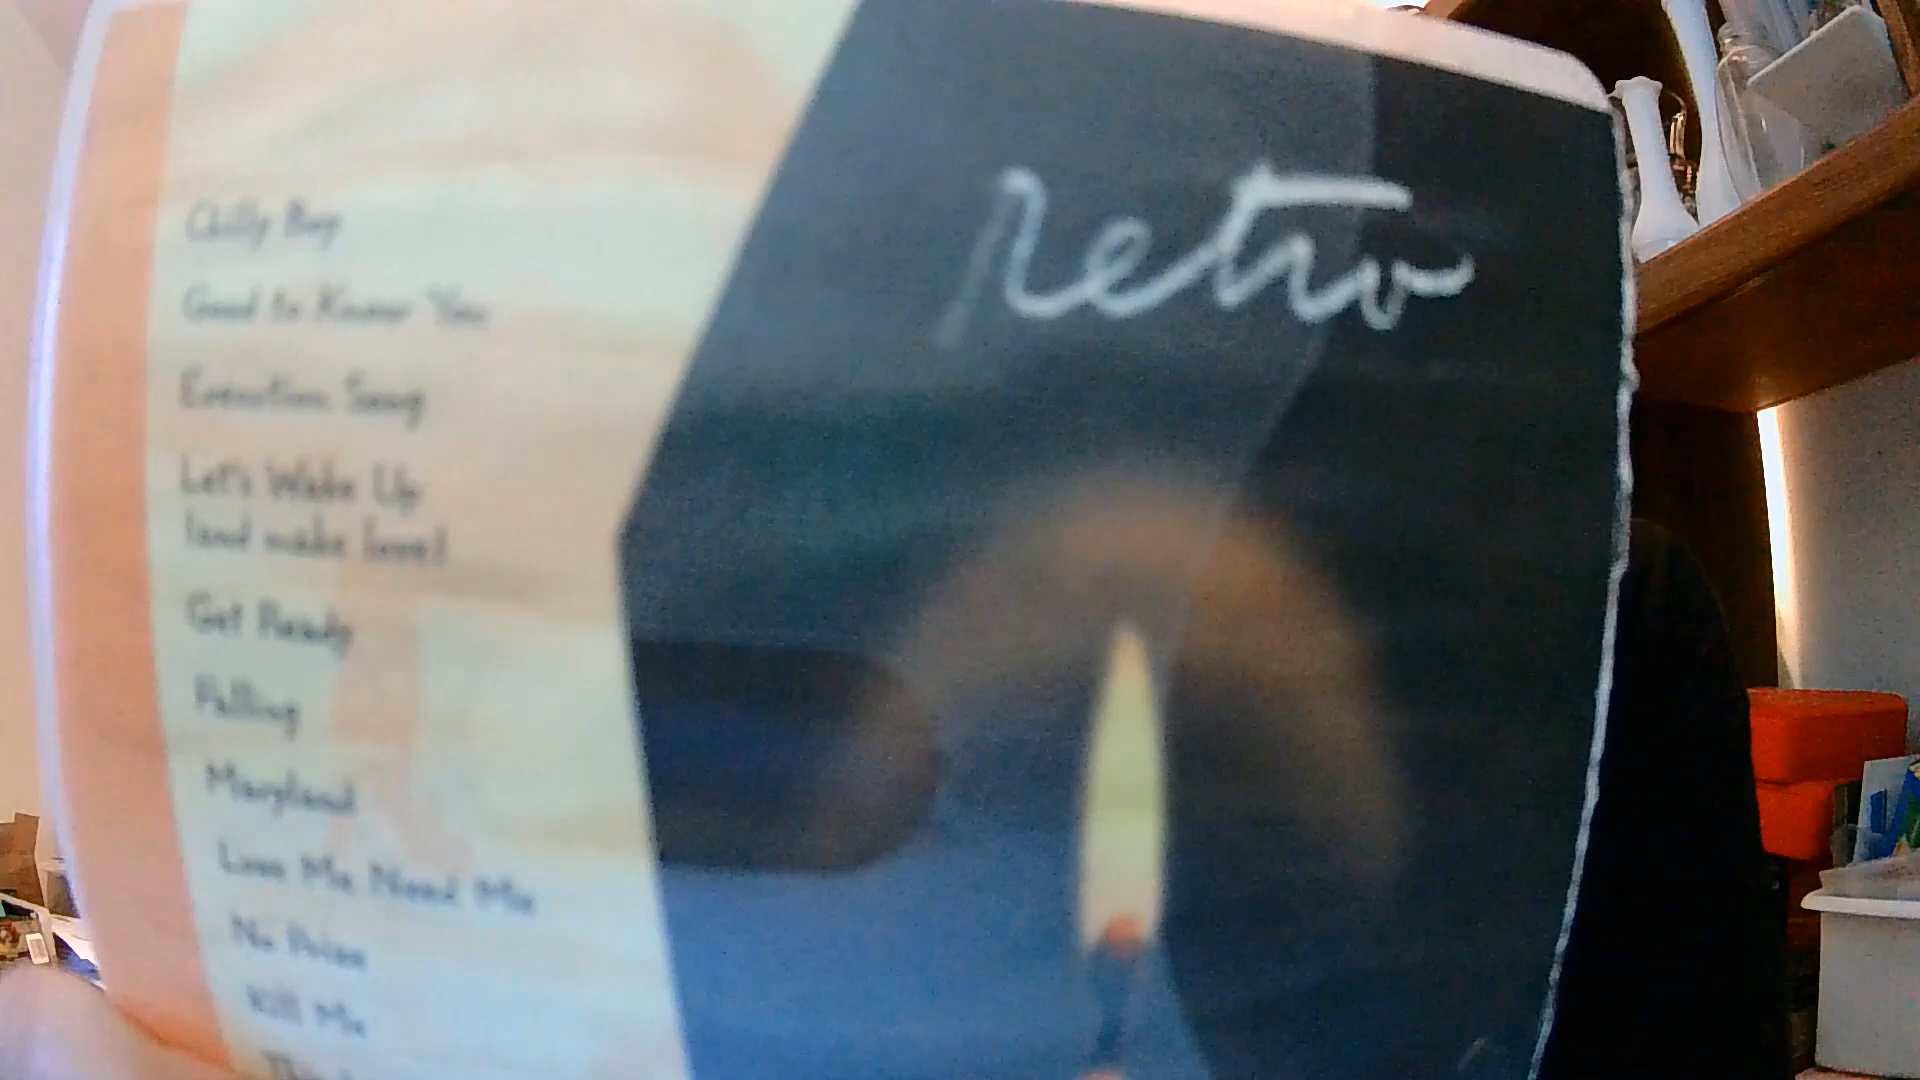 Chilly Boy
Good to Know You
Execution Song
Let's Wake Up
(and make love)
Get Ready
Falling
Maryland
Love Me Need Me
No Prize
Kill Me
retro